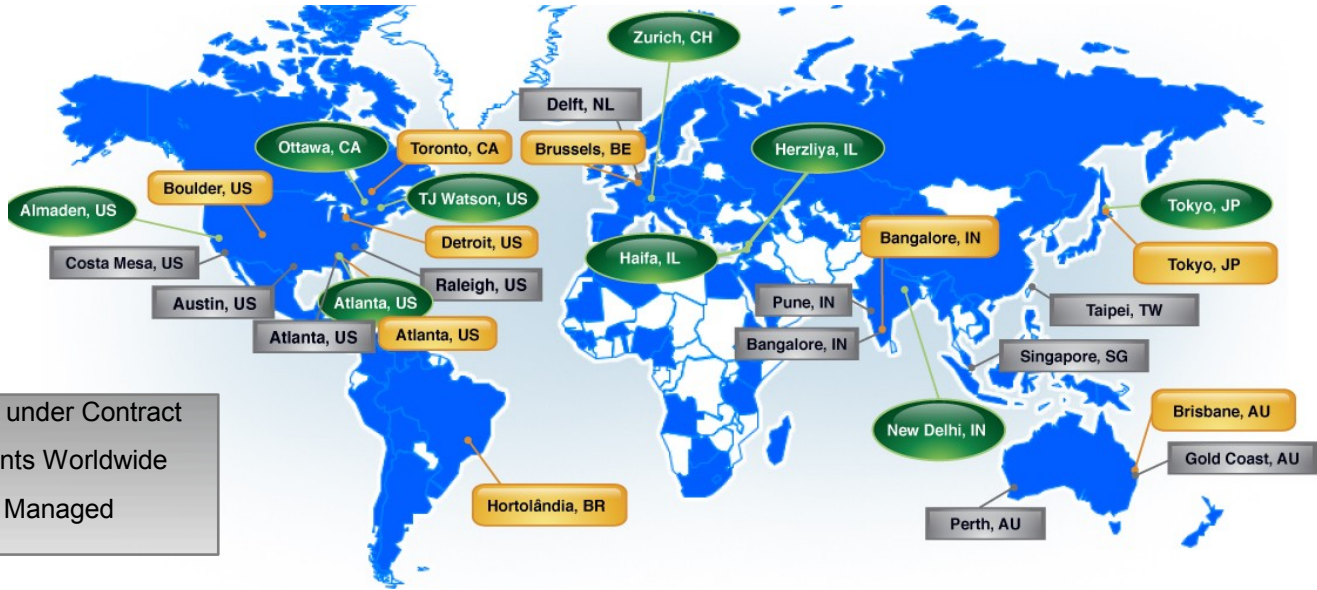 Zurich, CH
Delft, NL
Ottawa, CA
Toronto, CA
Brussels, BE
Herzliya, IL
Boulder, US
TJ Watson, US
Almaden, US
Tokyo, JP
Detroit, US
Bangalore, IN
Haifa, IL
Costa Mesa, US
Tokyo, JP
Raleigh, US
Austin, US
Atlanta, US
Pune, IN
Taipei, TW
Atlanta, US
Atlanta, US
Bangalore, IN
Singapore, SG
under Contract
Brisbane, AU
New Delhi, IN
nts Worldwide
Gold Coast, AU
Hortolândia, BR
Managed
Perth, AU